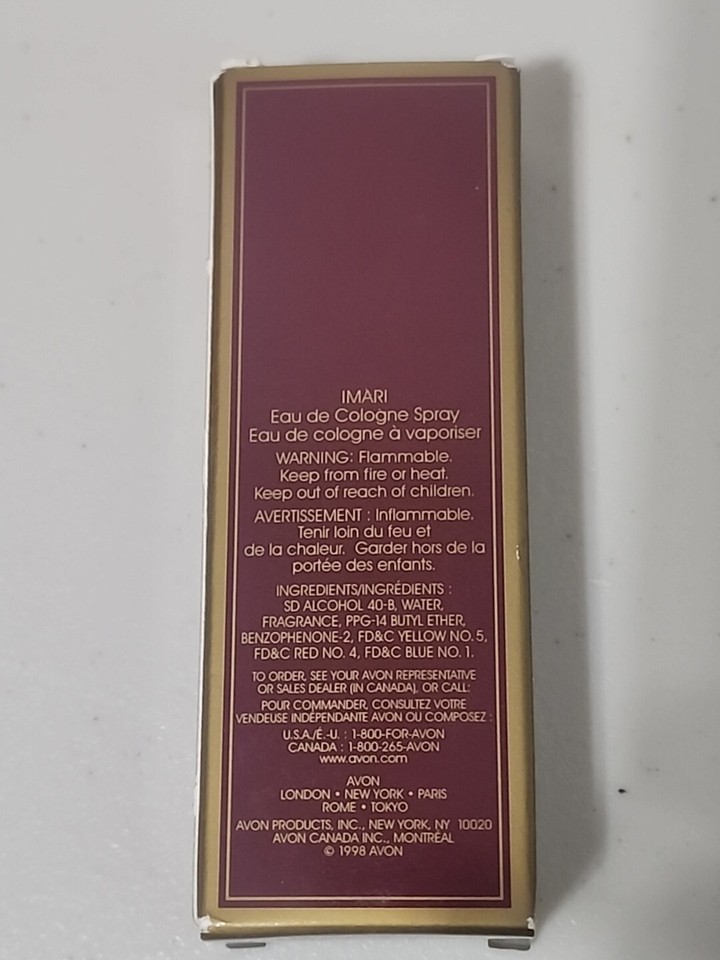 IMARI
Eau de Cologne Spray
Eau de cologne à vaporiser
WARNING: Flammable.
Keep from fire or heat.
Keep out of reach of children.
AVERTISSEMENT : Inflammable.
Tenir loin du feu et
de la chaleur. Garder hors de la
portée des enfants.
INGREDIENTS/INGRÉDIENTS :
SD ALCOHOL 40-B, WATER,
FRAGRANCE, PPG-14 BUTYL ETHER,
BENZOPHENONE-2, FD&C YELLOW NO. 5,
FD&C RED NO. 4, FD&C BLUE NO. 1.
TO ORDER, SEE YOUR AVON REPRESENTATIVE
OR SALES DEALER (IN CANADA), OR CALL:
POUR COMMANDER, CONSULTEZ VOTRE
VENDEUSE INDÉPENDANTE AVON OU COMPOSEZ :
U.S.A./É.-U. : 1-800-FOR-AVON
CANADA : 1-800-265-AVON
www.avon.com
AVON
LONDON • NEW YORK • PARIS
ROME • TOKYO
AVON PRODUCTS, INC., NEW YORK, NY 10020
AVON CANADA INC., MONTRÉAL
© 1998 AVON